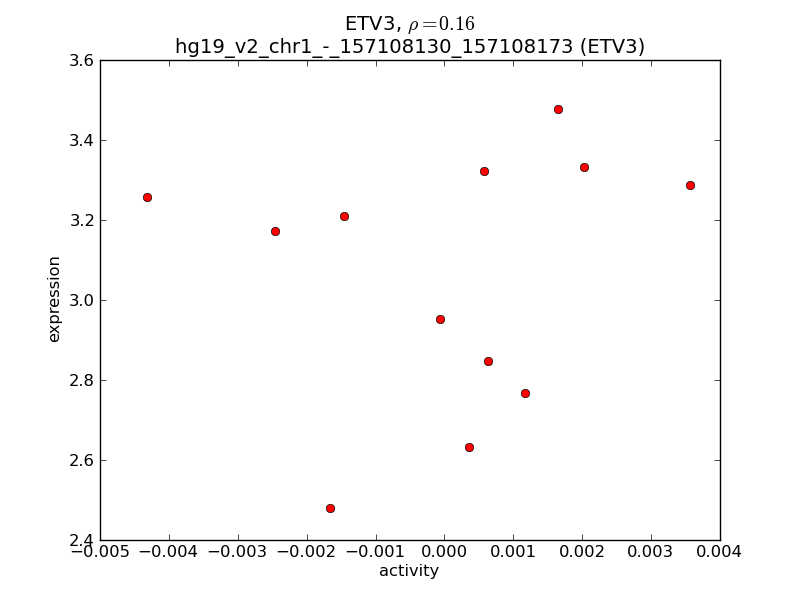 ETV3, ρ = 0.16
hg19_v2_chr1_-_157108130_157108173 (ETV3)
3.6
3.4
3.2
3.0
2.8
2.6
2.4
expression
−0.005 −0.004 −0.003 −0.002 −0.001 0.000 0.001 0.002 0.003 0.004
activity